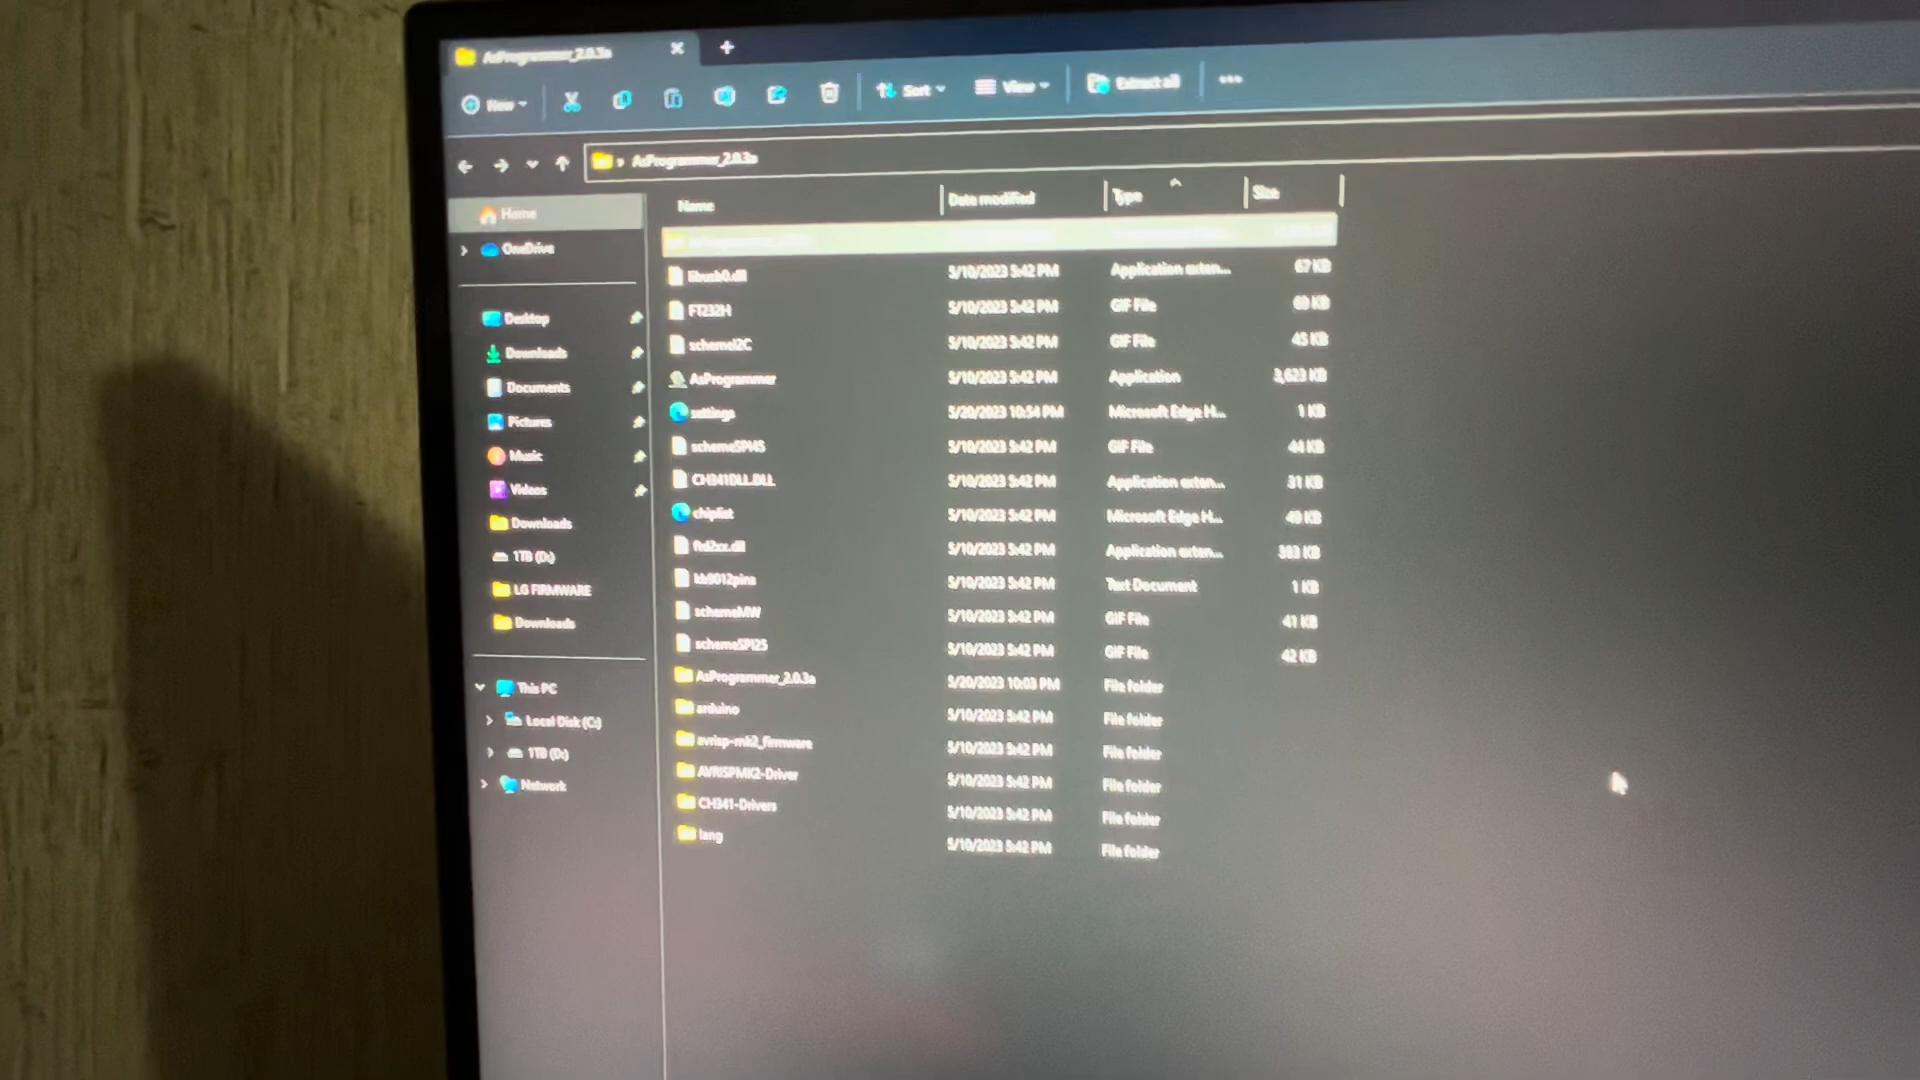 AsProgrammer_2.0.3a
New
Sort
View
Extract all
AsProgrammer_2.0.3a
Name Date modified Type Size
Home
OneDrive
Desktop
Downloads
Documents
Pictures
Music
Videos
Downloads
1TB (D:)
LG FIRMWARE
Downloads
This PC
Local Disk (C:)
1TB (D:)
Network
libusb0.dll 5/10/2023 5:42 PM Application exten... 67 KB
FT232H 5/10/2023 5:42 PM GIF File 69 KB
schemeI2C 5/10/2023 5:42 PM GIF File 45 KB
AsProgrammer 5/10/2023 5:42 PM Application 3,623 KB
settings 5/20/2023 10:54 PM Microsoft Edge H... 1 KB
schemeSPI45 5/10/2023 5:42 PM GIF File 44 KB
CH341DLL.DLL 5/10/2023 5:42 PM Application exten... 31 KB
chiplist 5/10/2023 5:42 PM Microsoft Edge H... 49 KB
ftd2xx.dll 5/10/2023 5:42 PM Application exten... 383 KB
kb9012pins 5/10/2023 5:42 PM Text Document 1 KB
schemeMW 5/10/2023 5:42 PM GIF File 41 KB
schemeSPI25 5/10/2023 5:42 PM GIF File 42 KB
AsProgrammer_2.0.3a 5/20/2023 10:03 PM File folder
arduino 5/10/2023 5:42 PM File folder
avrisp-mk2_firmware 5/10/2023 5:42 PM File folder
AVRISPMK2-Driver 5/10/2023 5:42 PM File folder
CH341-Drivers 5/10/2023 5:42 PM File folder
lang 5/10/2023 5:42 PM File folder